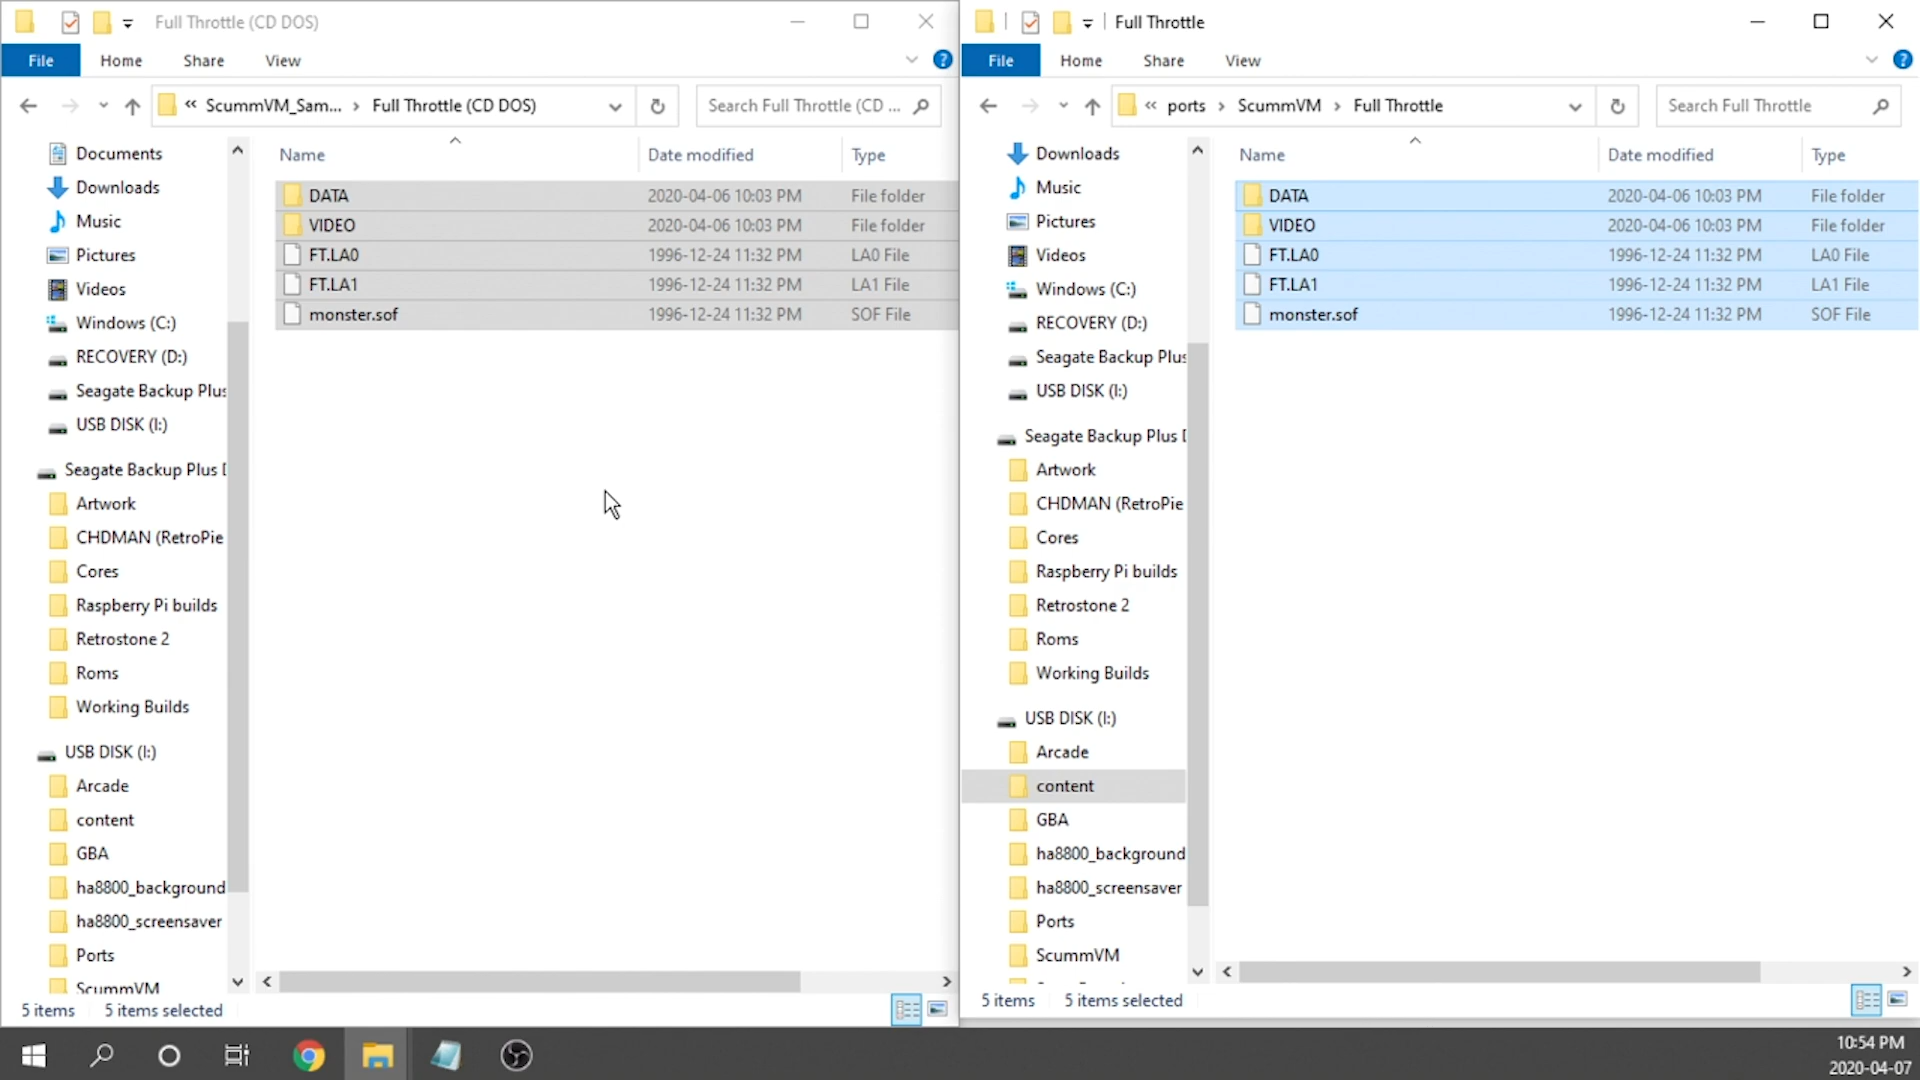 Full Throttle (CD DOS)
File Home Share View
« ScummVM_Sam... › Full Throttle (CD DOS)
Search Full Throttle (CD ...
Documents
Downloads
Music
Pictures
Videos
Windows (C:)
RECOVERY (D:)
Seagate Backup Plus
USB DISK (I:)
Seagate Backup Plus D
Artwork
CHDMAN (RetroPie
Cores
Raspberry Pi builds
Retrostone 2
Roms
Working Builds
USB DISK (I:)
Arcade
content
GBA
ha8800_background
ha8800_screensaver
Ports
ScummVM
Name Date modified Type
DATA 2020-04-06 10:03 PM File folder
VIDEO 2020-04-06 10:03 PM File folder
FT.LA0 1996-12-24 11:32 PM LA0 File
FT.LA1 1996-12-24 11:32 PM LA1 File
monster.sof 1996-12-24 11:32 PM SOF File
5 items 5 items selected
Full Throttle
File Home Share View
« ports › ScummVM › Full Throttle
Search Full Throttle
Downloads
Music
Pictures
Videos
Windows (C:)
RECOVERY (D:)
Seagate Backup Plus
USB DISK (I:)
Seagate Backup Plus D
Artwork
CHDMAN (RetroPie
Cores
Raspberry Pi builds
Retrostone 2
Roms
Working Builds
USB DISK (I:)
Arcade
content
GBA
ha8800_background
ha8800_screensaver
Ports
ScummVM
Name Date modified Type
DATA 2020-04-06 10:03 PM File folder
VIDEO 2020-04-06 10:03 PM File folder
FT.LA0 1996-12-24 11:32 PM LA0 File
FT.LA1 1996-12-24 11:32 PM LA1 File
monster.sof 1996-12-24 11:32 PM SOF File
5 items 5 items selected
10:54 PM
2020-04-07